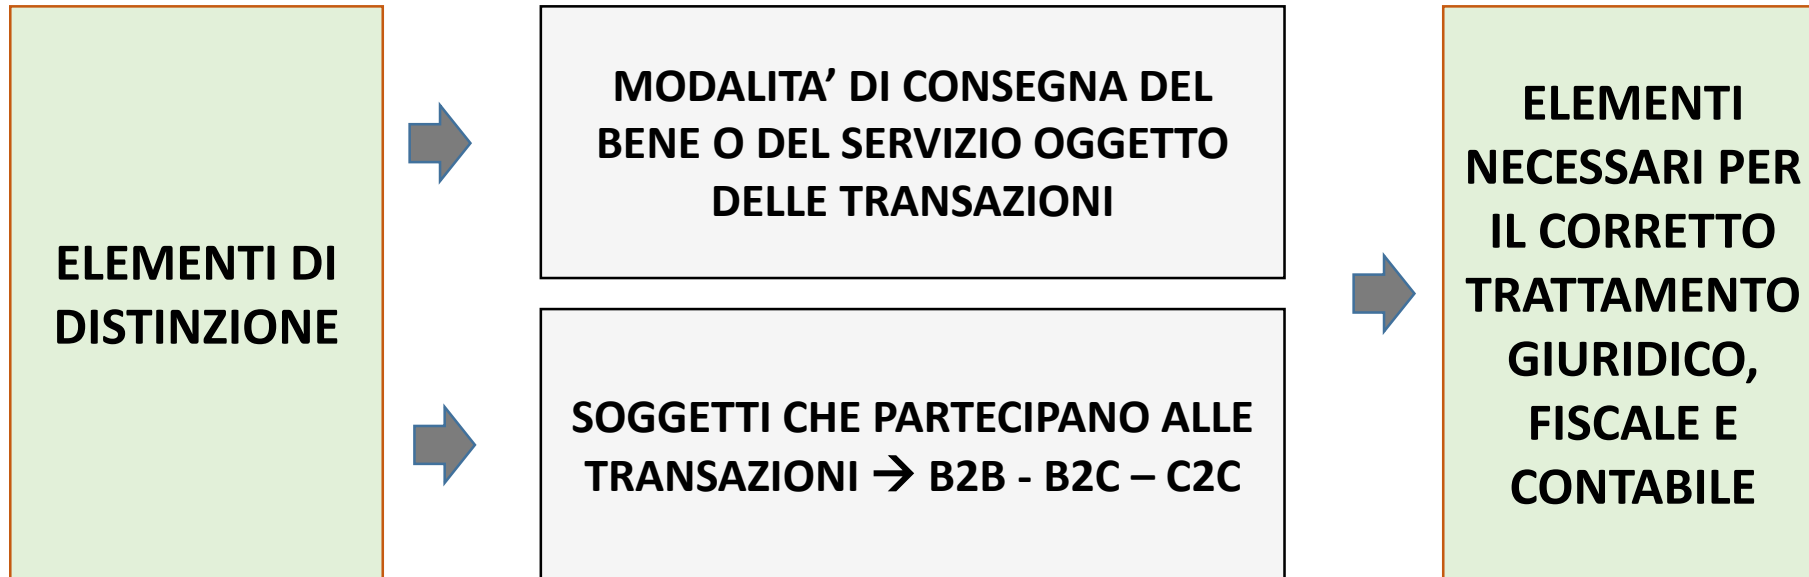 ELEMENTI DI
DISTINZIONE
MODALITA’ DI CONSEGNA DEL
BENE O DEL SERVIZIO OGGETTO
DELLE TRANSAZIONI
SOGGETTI CHE PARTECIPANO ALLE
TRANSAZIONI → B2B - B2C – C2C
ELEMENTI
NECESSARI PER
IL CORRETTO
TRATTAMENTO
GIURIDICO,
FISCALE E
CONTABILE